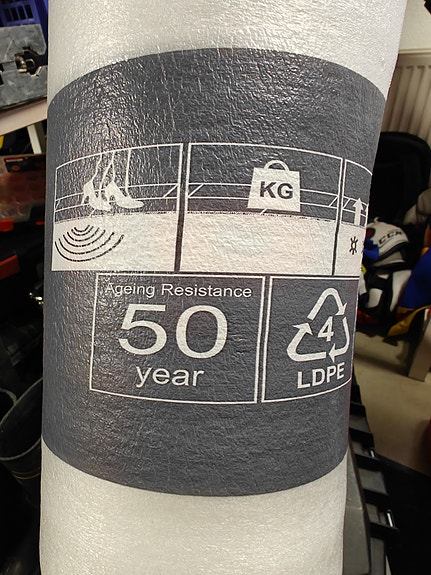 KG
Ageing Resistance
50
year
4
LDPE